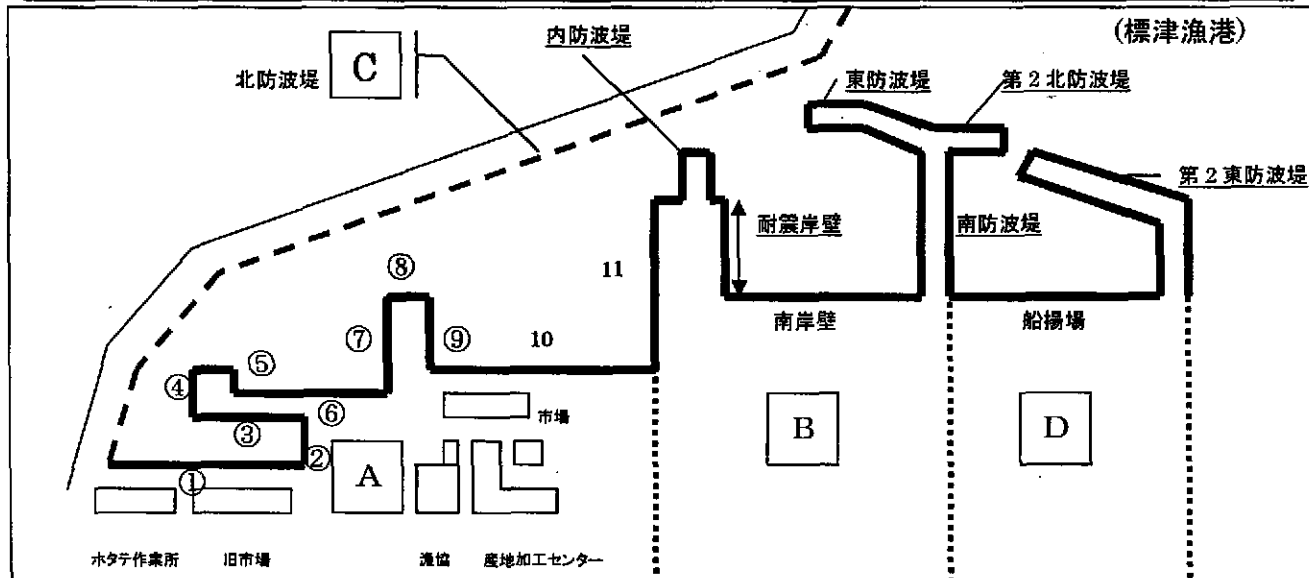 (標津漁港)
内防波堤
北防波堤
C
東防波堤
第2北防波堤
第2東防波堤
耐震岸壁
南防波堤
⑧
11
⑦
⑨
10
南岸壁
船揚場
⑤
④
⑥
市場
③
②
①
A
B
D
ホタテ作業所
旧市場
漁協
産地加工センター